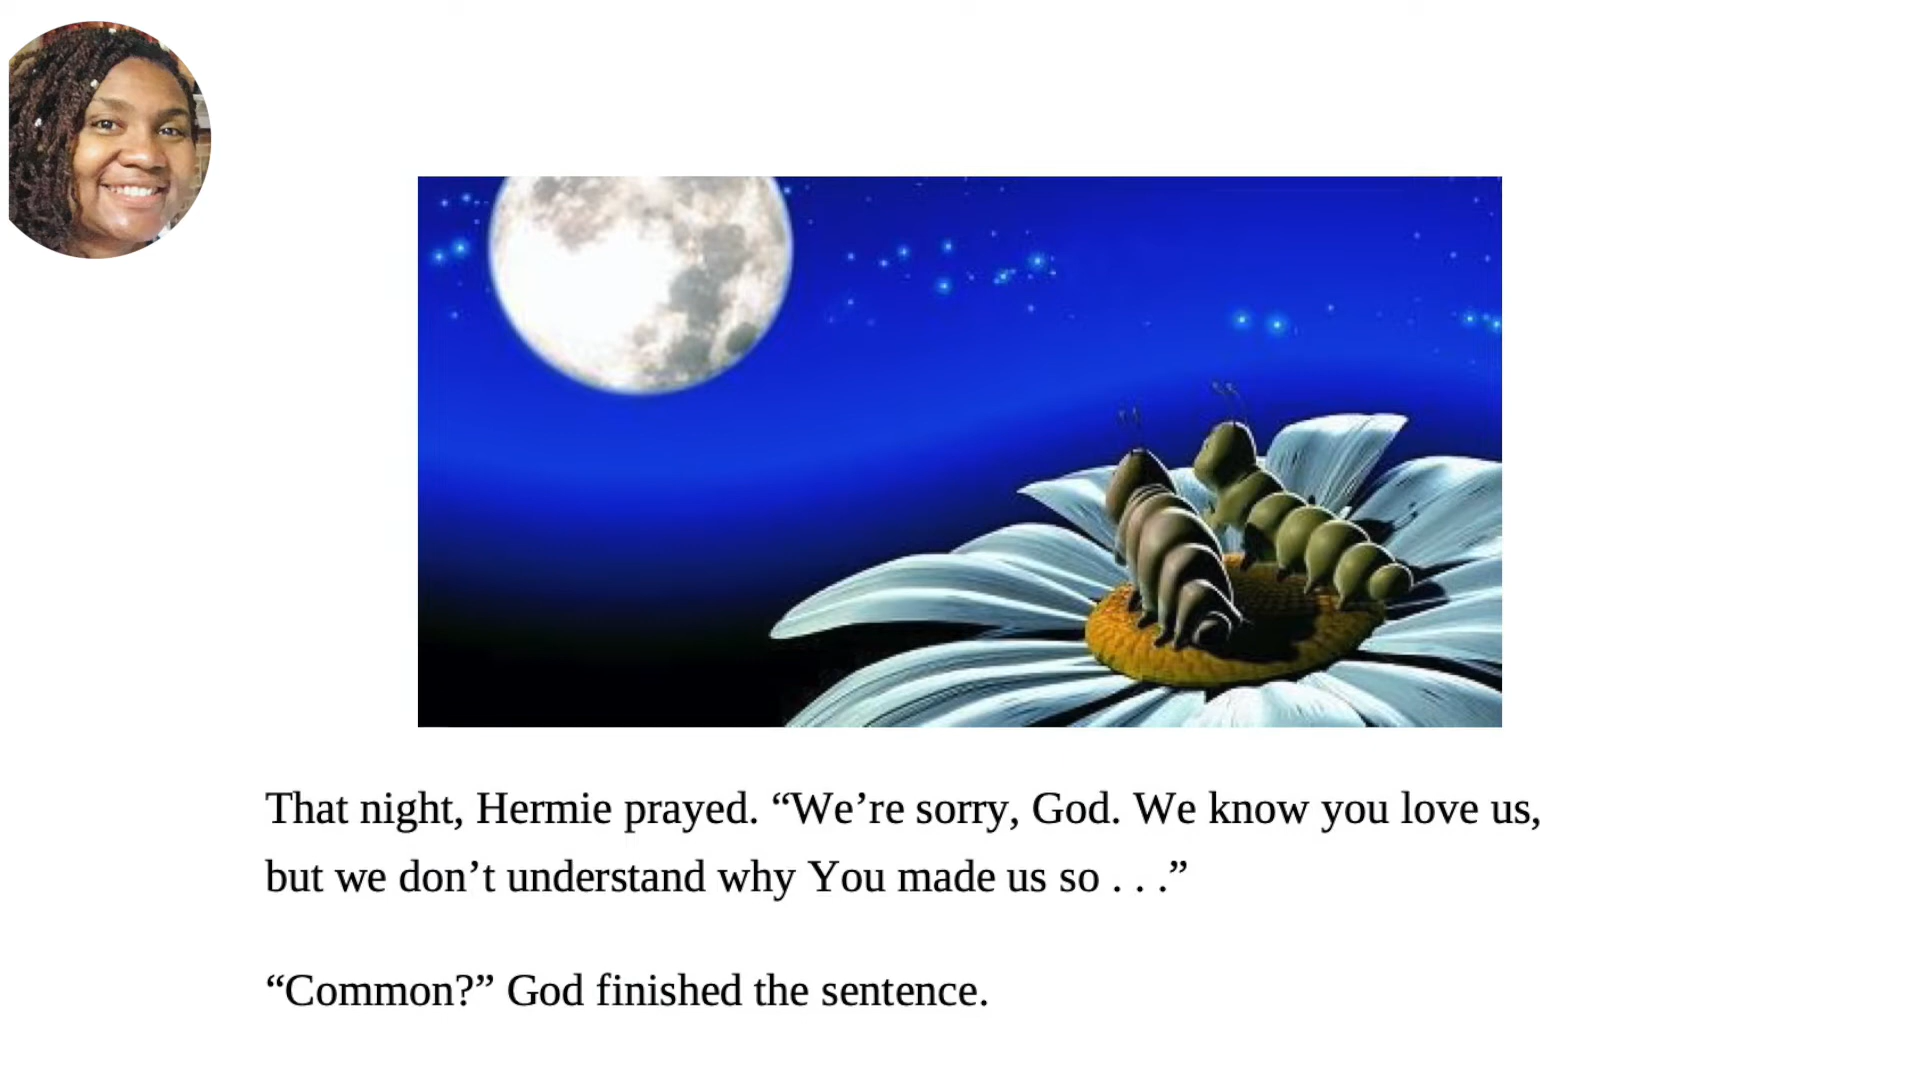 That night, Hermie prayed. “We’re sorry, God. We know you love us,
but we don’t understand why You made us so . . .”
“Common?” God finished the sentence.